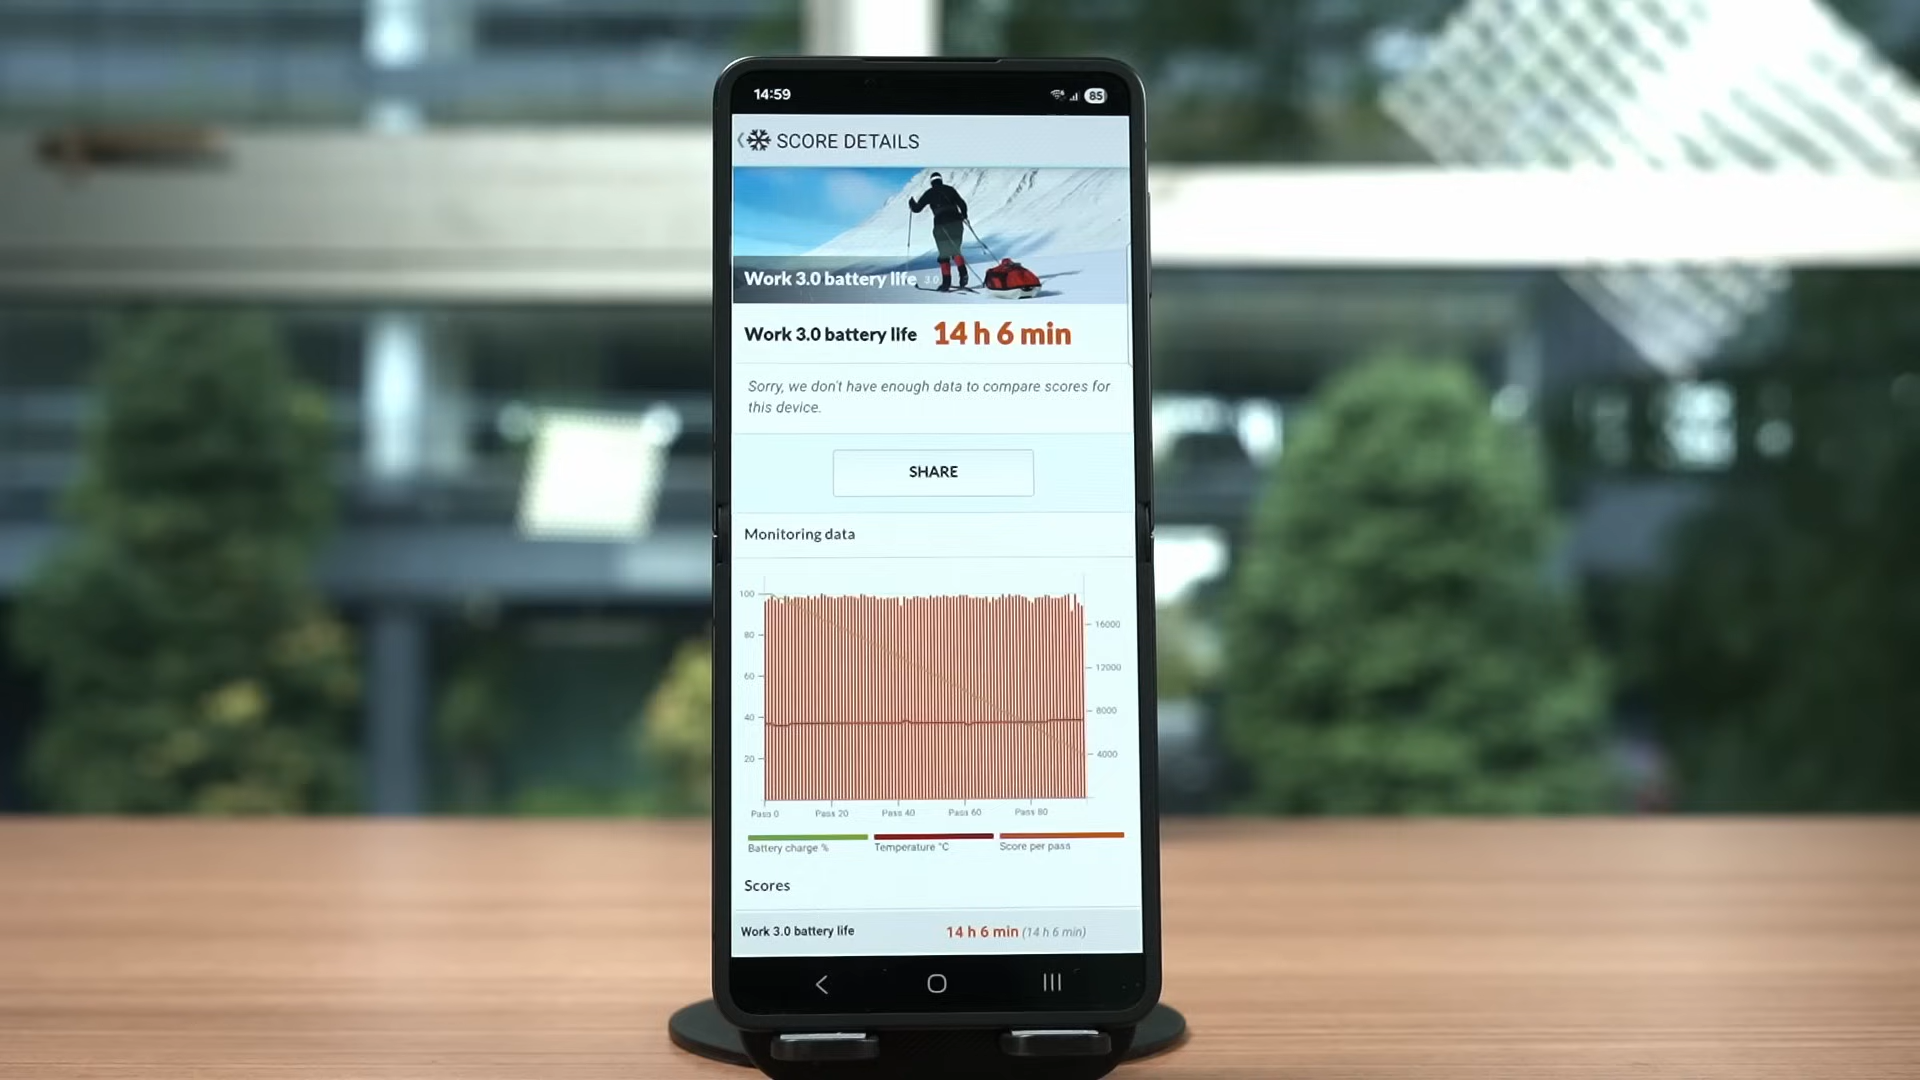 14:59
85
SCORE DETAILS
Work 3.0 battery life 3.0
Work 3.0 battery life 14 h 6 min
Sorry, we don't have enough data to compare scores for
this device.
SHARE
Monitoring data
100
80
60
40
20
16000
12000
8000
4000
Pass 0 Pass 20 Pass 40 Pass 60 Pass 80
Battery charge % Temperature °C Score per pass
Scores
Work 3.0 battery life 14 h 6 min (14 h 6 min)